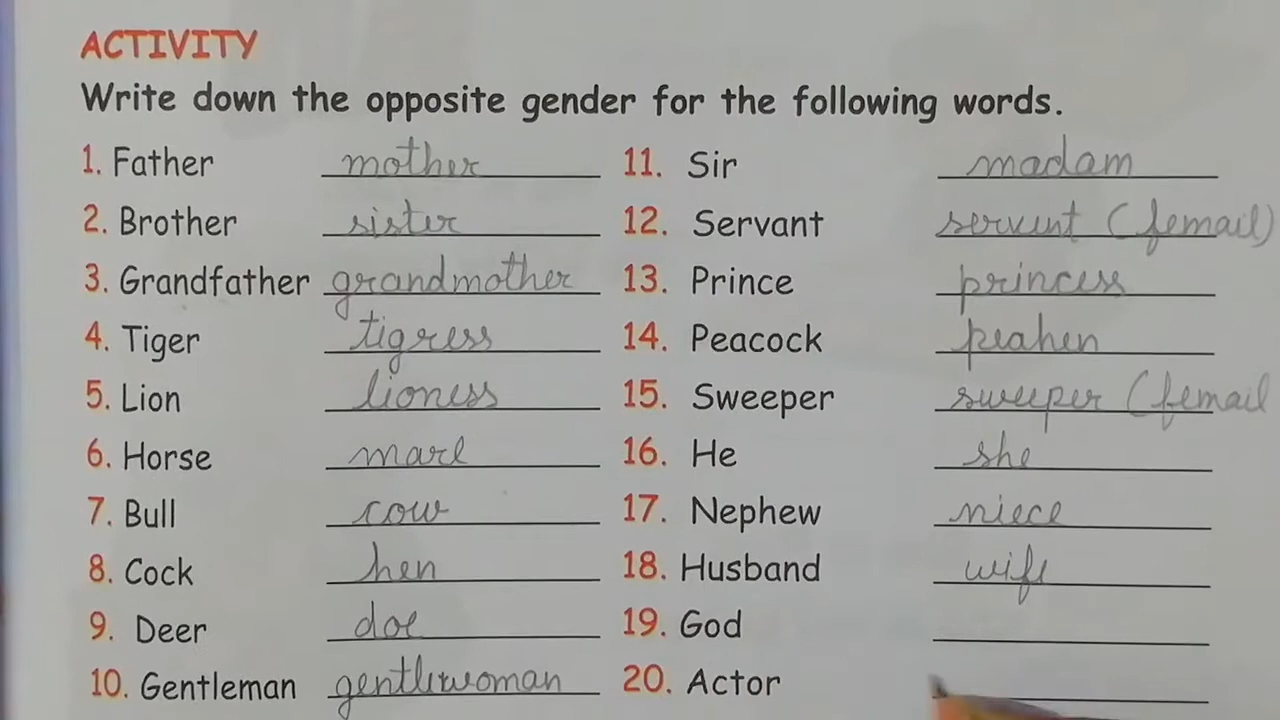 ACTIVITY
Write down the opposite gender for the following words.
1. Father mother
2. Brother sister
3. Grandfather grandmother
4. Tiger tigress
5. Lion lioness
6. Horse mare
7. Bull cow
8. Cock hen
9. Deer doe
10. Gentleman gentlewoman
11. Sir madam
12. Servant servent (femail)
13. Prince princess
14. Peacock peahen
15. Sweeper sweeper (femail
16. He she
17. Nephew niece
18. Husband wife
19. God
20. Actor